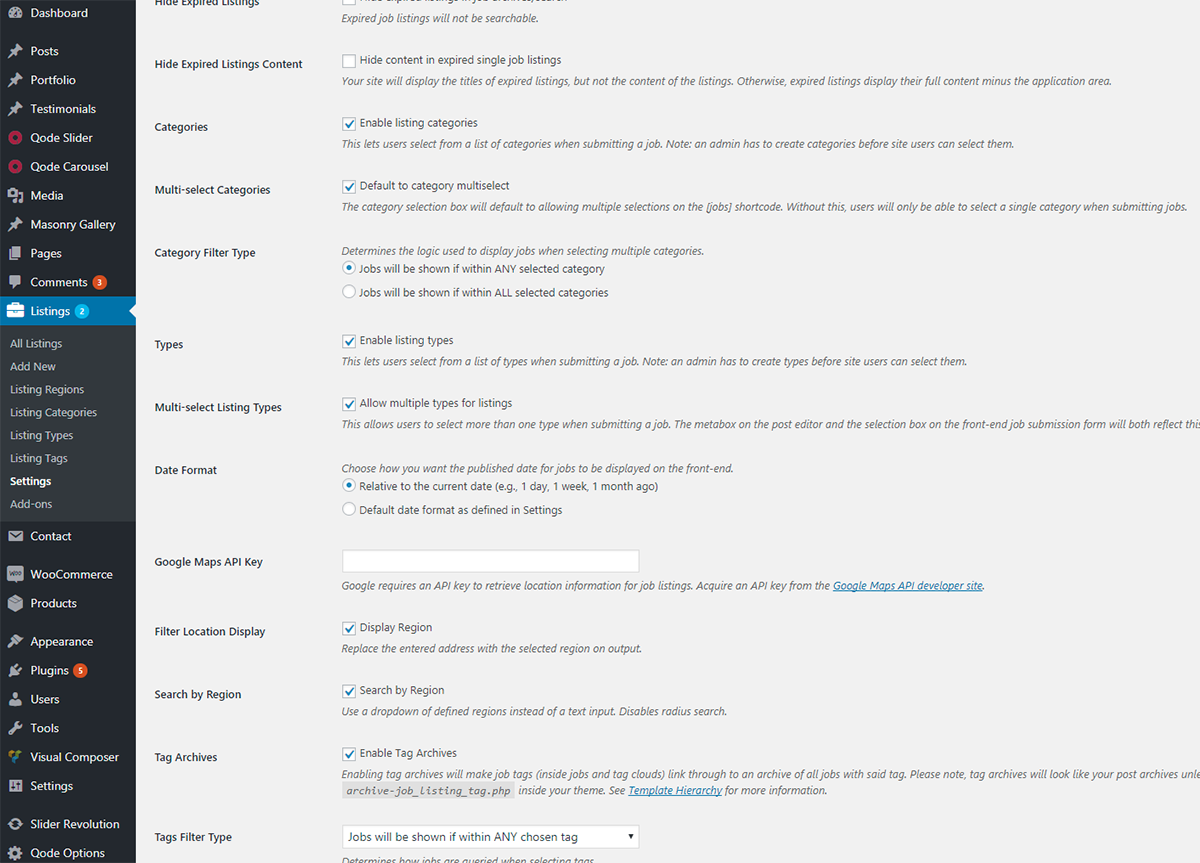 Dashboard
Posts
Portfolio
Testimonials
Qode Slider
Qode Carousel
Media
Masonry Gallery
Pages
Comments 3
Listings 2
All Listings
Add New
Listing Regions
Listing Categories
Listing Types
Listing Tags
Settings
Add-ons
Contact
WooCommerce
Products
Appearance
Plugins 5
Users
Tools
Visual Composer
Settings
Slider Revolution
Qode Options
Hide Expired Listings
Expired job listings will not be searchable.
Hide Expired Listings Content
Hide content in expired single job listings
Your site will display the titles of expired listings, but not the content of the listings. Otherwise, expired listings display their full content minus the application area.
Categories
Enable listing categories
This lets users select from a list of categories when submitting a job. Note: an admin has to create categories before site users can select them.
Multi-select Categories
Default to category multiselect
The category selection box will default to allowing multiple selections on the [jobs] shortcode. Without this, users will only be able to select a single category when submitting jobs.
Category Filter Type
Determines the logic used to display jobs when selecting multiple categories.
Jobs will be shown if within ANY selected category
Jobs will be shown if within ALL selected categories
Types
Enable listing types
This lets users select from a list of types when submitting a job. Note: an admin has to create types before site users can select them.
Multi-select Listing Types
Allow multiple types for listings
This allows users to select more than one type when submitting a job. The metabox on the post editor and the selection box on the front-end job submission form will both reflect
Date Format
Choose how you want the published date for jobs to be displayed on the front-end.
Relative to the current date (e.g., 1 day, 1 week, 1 month ago)
Default date format as defined in Settings
Google Maps API Key
Google requires an API key to retrieve location information for job listings. Acquire an API key from the Google Maps API developer site.
Filter Location Display
Display Region
Replace the entered address with the selected region on output.
Search by Region
Search by Region
Use a dropdown of defined regions instead of a text input. Disables radius search.
Tag Archives
Enable Tag Archives
Enabling tag archives will make job tags (inside jobs and tag clouds) link through to an archive of all jobs with said tag. Please note, tag archives will look like your post archives
archive-job_listing_tag.php inside your theme. See Template Hierarchy for more information.
Tags Filter Type
Jobs will be shown if within ANY chosen tag
Determines how jobs are queried when selecting tags.